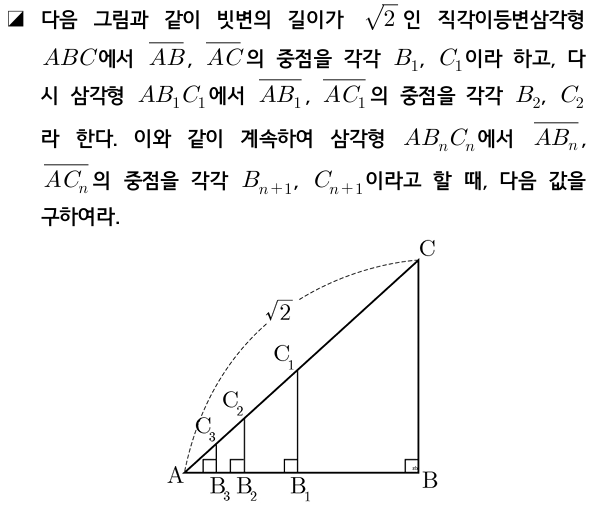 다음 그림과 같이 빗변의 길이가 √2 인 직각이등변삼각형
ABC에서 AB, AC의 중점을 각각 B₁, C₁이라 하고, 다
시 삼각형 AB₁C₁에서 AB₁, AC₁의 중점을 각각 B₂, C₂
라 한다. 이와 같이 계속하여 삼각형 ABₙCₙ에서 ABₙ,
ACₙ의 중점을 각각 Bₙ₊₁, Cₙ₊₁이라고 할 때, 다음 값을
구하여라.
C
√2
C₁
C₂
C₃
A
B₃
B₂
B₁
B